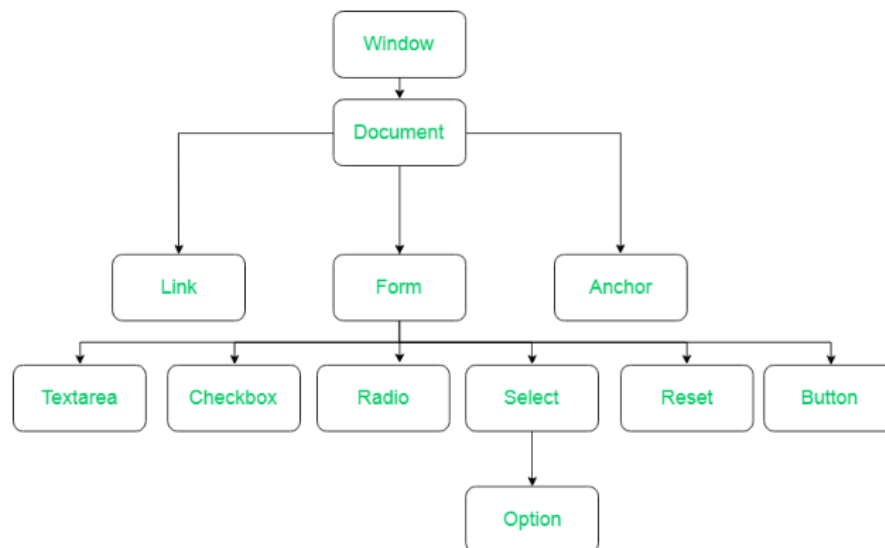 Window
Document
Link
Form
Anchor
Textarea
Checkbox
Radio
Select
Reset
Button
Option